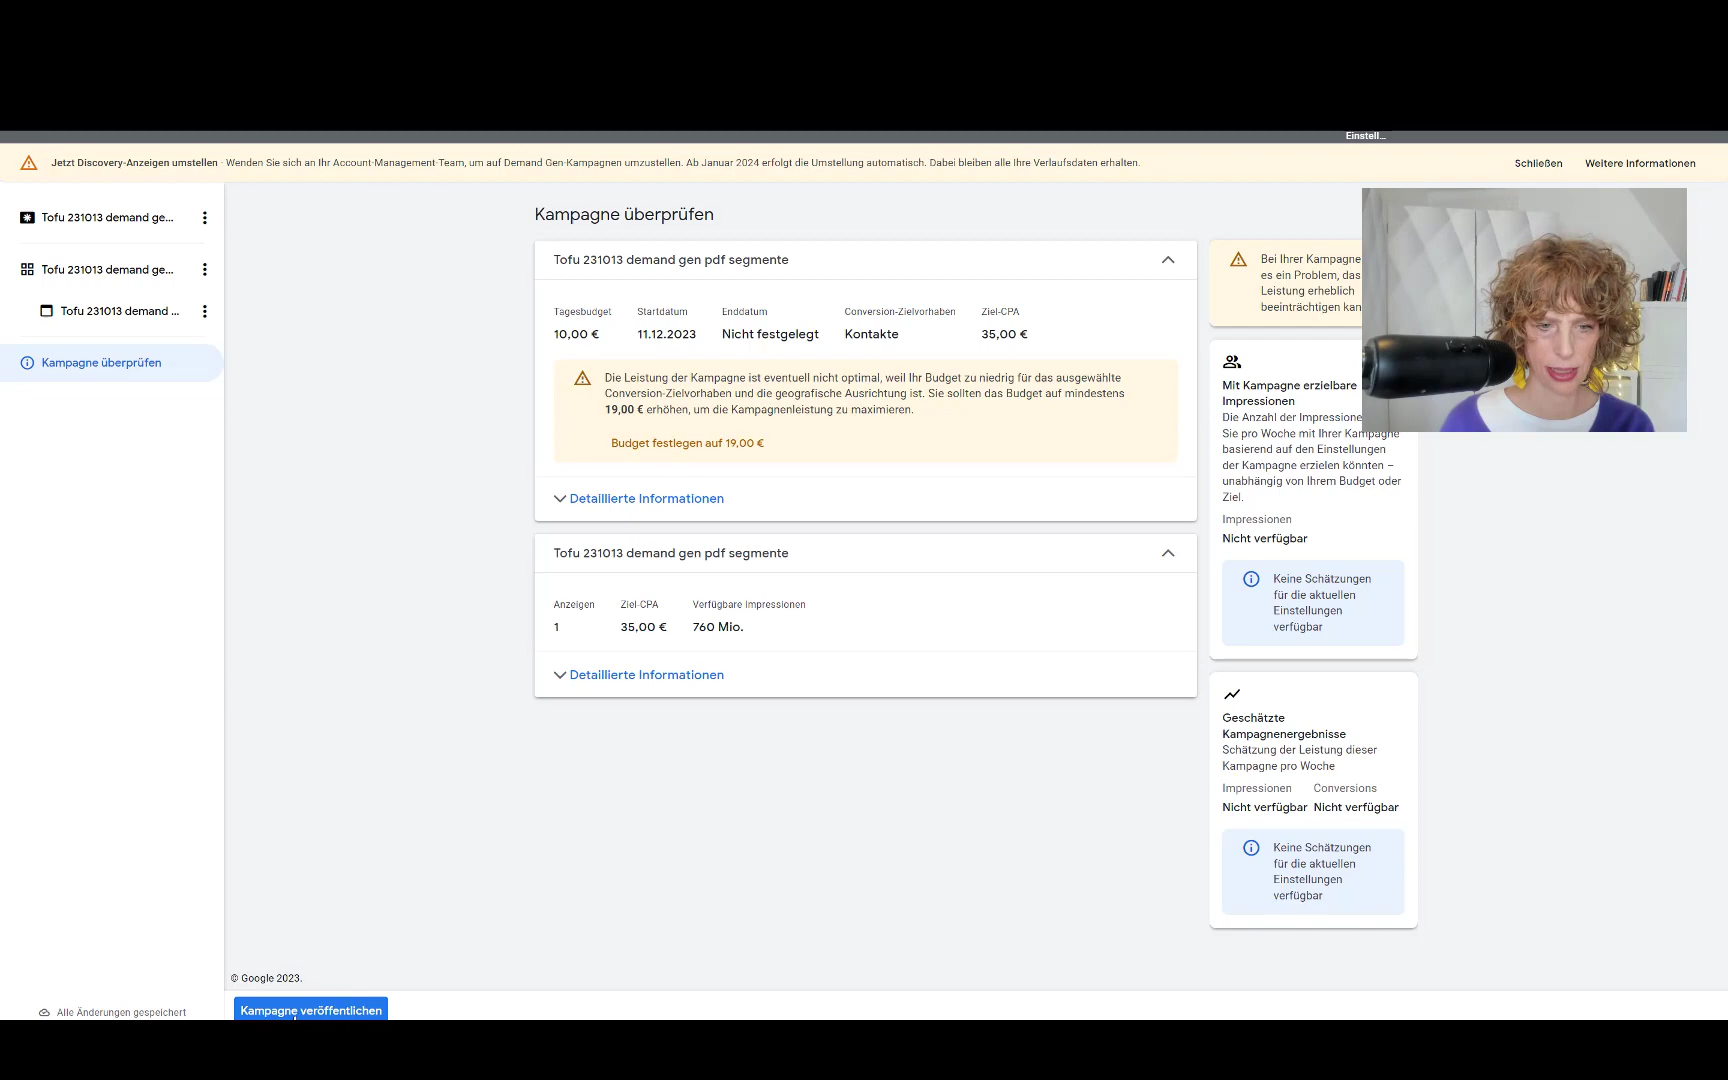 Einstell...
Jetzt Discovery-Anzeigen umstellen - Wenden Sie sich an Ihr Account-Management-Team, um auf Demand Gen-Kampagnen umzustellen. Ab Januar 2024 erfolgt die Umstellung automatisch. Dabei bleiben alle Ihre Verlaufsdaten erhalten.
Schließen Weitere Informationen
Tofu 231013 demand ge...
Tofu 231013 demand ge...
Tofu 231013 demand ...
Kampagne überprüfen
Kampagne überprüfen
Tofu 231013 demand gen pdf segmente
Tagesbudget Startdatum Enddatum Conversion-Zielvorhaben Ziel-CPA
10,00 € 11.12.2023 Nicht festgelegt Kontakte 35,00 €
Die Leistung der Kampagne ist eventuell nicht optimal, weil Ihr Budget zu niedrig für das ausgewählte
Conversion-Zielvorhaben und die geografische Ausrichtung ist. Sie sollten das Budget auf mindestens
19,00 € erhöhen, um die Kampagnenleistung zu maximieren.
Budget festlegen auf 19,00 €
Detaillierte Informationen
Tofu 231013 demand gen pdf segmente
Anzeigen Ziel-CPA Verfügbare Impressionen
1 35,00 € 760 Mio.
Detaillierte Informationen
Bei Ihrer Kampagne
es ein Problem, das
Leistung erheblich
beeinträchtigen kan
Mit Kampagne erzielbare
Impressionen
Die Anzahl der Impressione
Sie pro Woche mit Ihrer Kampagne
basierend auf den Einstellungen
der Kampagne erzielen könnten –
unabhängig von Ihrem Budget oder
Ziel.
Impressionen
Nicht verfügbar
Keine Schätzungen
für die aktuellen
Einstellungen
verfügbar
Geschätzte
Kampagnenergebnisse
Schätzung der Leistung dieser
Kampagne pro Woche
Impressionen Conversions
Nicht verfügbar Nicht verfügbar
Keine Schätzungen
für die aktuellen
Einstellungen
verfügbar
© Google 2023.
Alle Änderungen gespeichert
Kampagne veröffentlichen